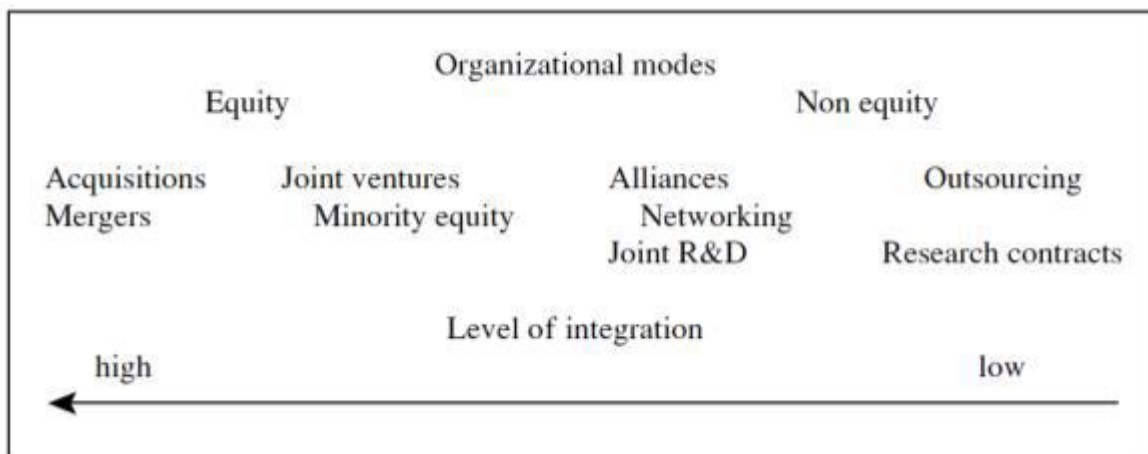 Organizational modes
Equity Non equity
Acquisitions Joint ventures Alliances Outsourcing
Mergers Minority equity Networking
Joint R&D Research contracts
Level of integration
high low